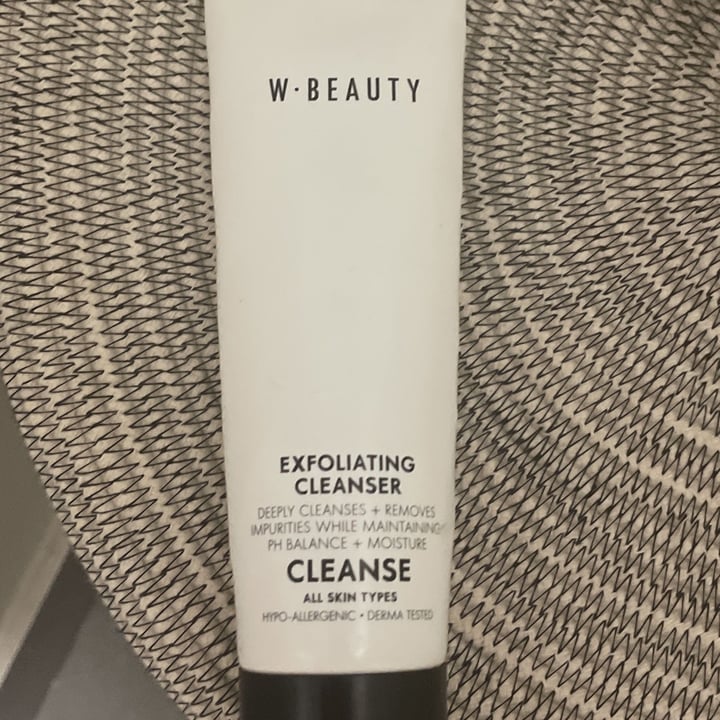 W·BEAUTY
EXFOLIATING
CLEANSER
DEEPLY CLEANSES + REMOVES
IMPURITIES WHILE MAINTAINING
PH BALANCE + MOISTURE
CLEANSE
ALL SKIN TYPES
HYPO-ALLERGENIC • DERMA TESTED